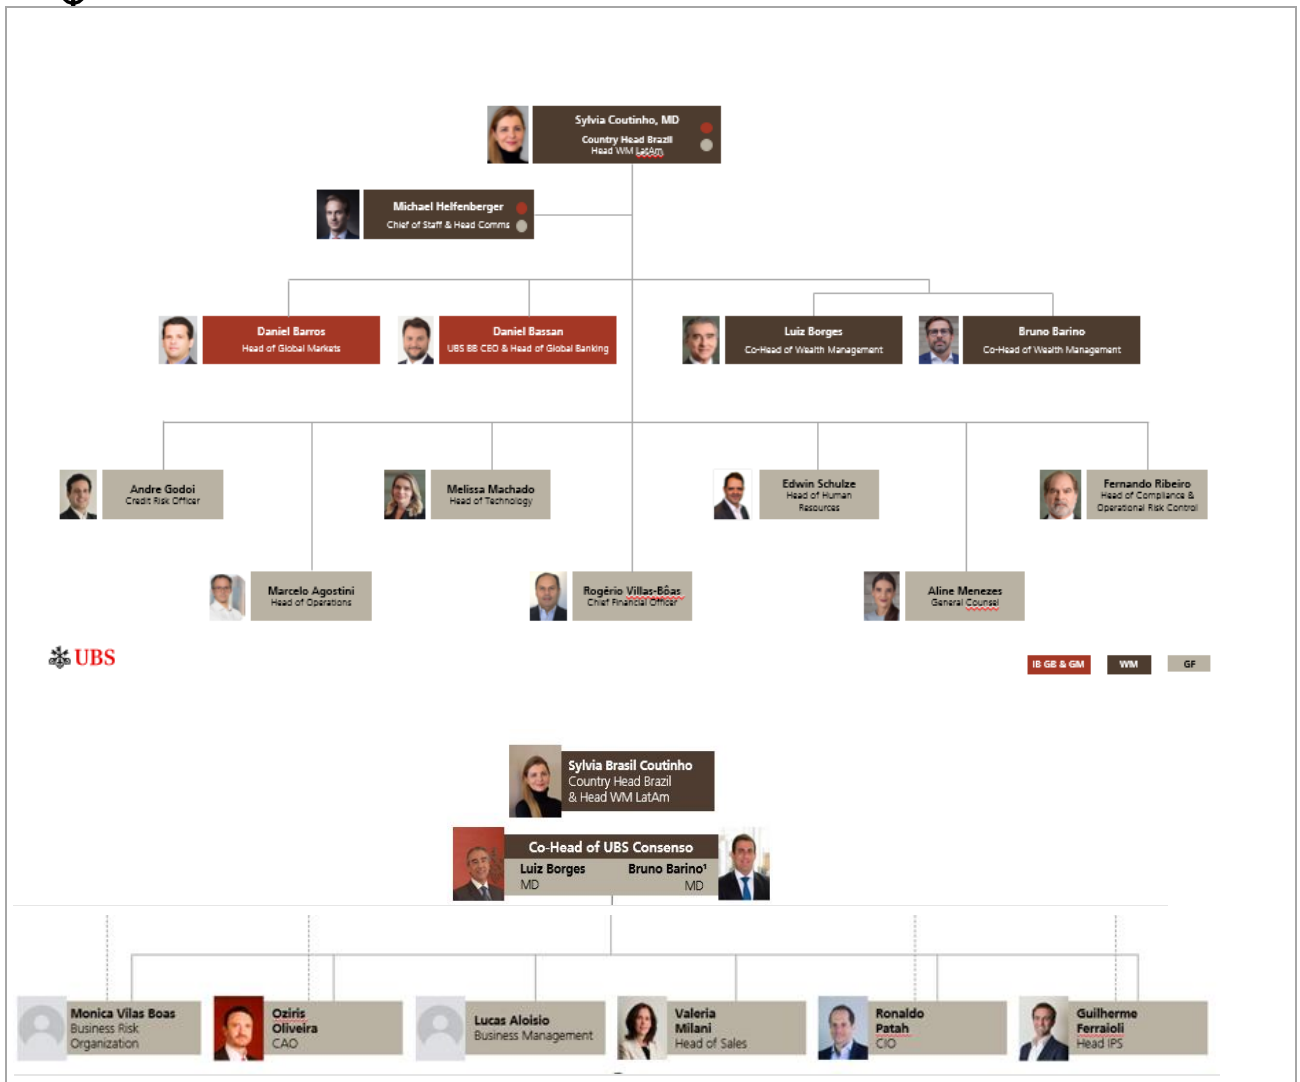 Sylvia Coutinho, MD
Country Head Brazil
Head WM LatAm
Michael Helfenberger
Chief of Staff & Head Comms
Daniel Barros
Head of Global Markets
Daniel Bassan
UBS BB CEO & Head of Global Banking
Luiz Borges
Co-Head of Wealth Management
Bruno Barino
Co-Head of Wealth Management
Andre Godoi
Credit Risk Officer
Melissa Machado
Head of Technology
Edwin Schulze
Head of Human
Resources
Fernando Ribeiro
Head of Compliance &
Operational Risk Control
Marcelo Agostini
Head of Operations
Rogério Villas-Bôas
Chief Financial Officer
Aline Menezes
General Counsel
UBS
IB GB & GM
WM
GF
Sylvia Brasil Coutinho
Country Head Brazil
& Head WM LatAm
Co-Head of UBS Consenso
Luiz Borges
MD
Bruno Barino¹
MD
Monica Vilas Boas
Business Risk
Organization
Oziris
Oliveira
CAO
Lucas Aloisio
Business Management
Valeria
Milani
Head of Sales
Ronaldo
Patah
CIO
Guilherme
Ferraioli
Head IPS